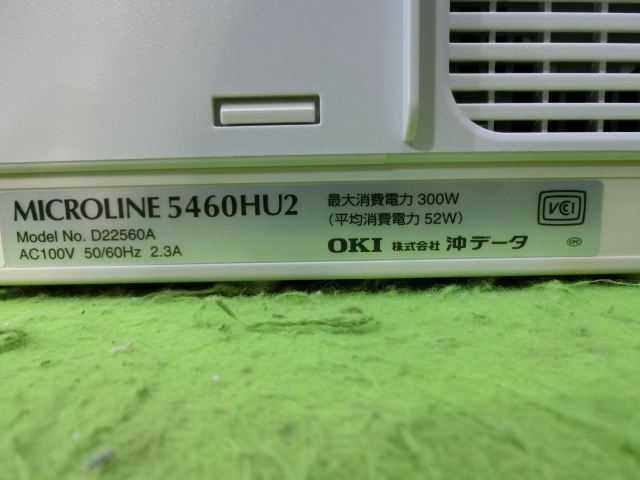 MICROLINE 5460HU2
Model No. D22560A
AC100V 50/60Hz 2.3A
最大消費電力 300W
(平均消費電力 52W)
OKI 株式会社 沖データ
VCI
CPC